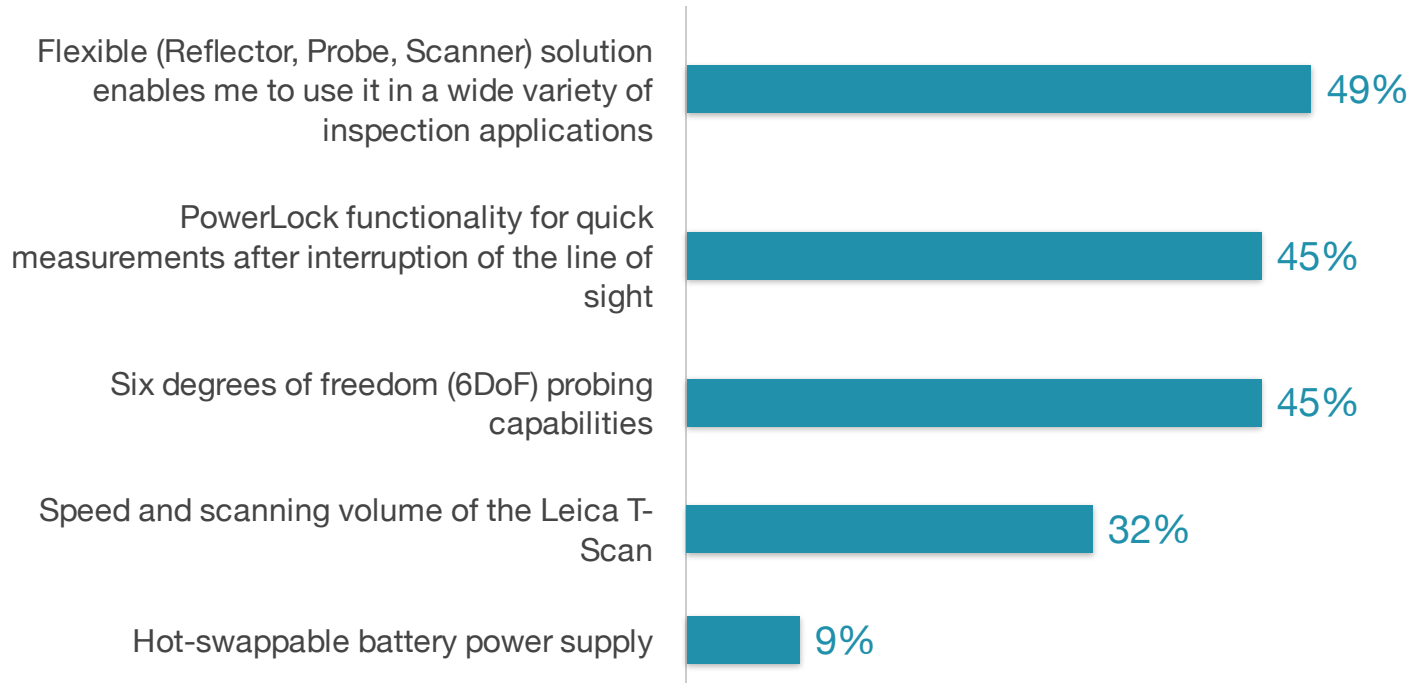 Flexible (Reflector, Probe, Scanner) solution
enables me to use it in a wide variety of
inspection applications
49%
PowerLock functionality for quick
measurements after interruption of the line of
sight
45%
Six degrees of freedom (6DoF) probing
capabilities
45%
Speed and scanning volume of the Leica T-
Scan
32%
Hot-swappable battery power supply
9%